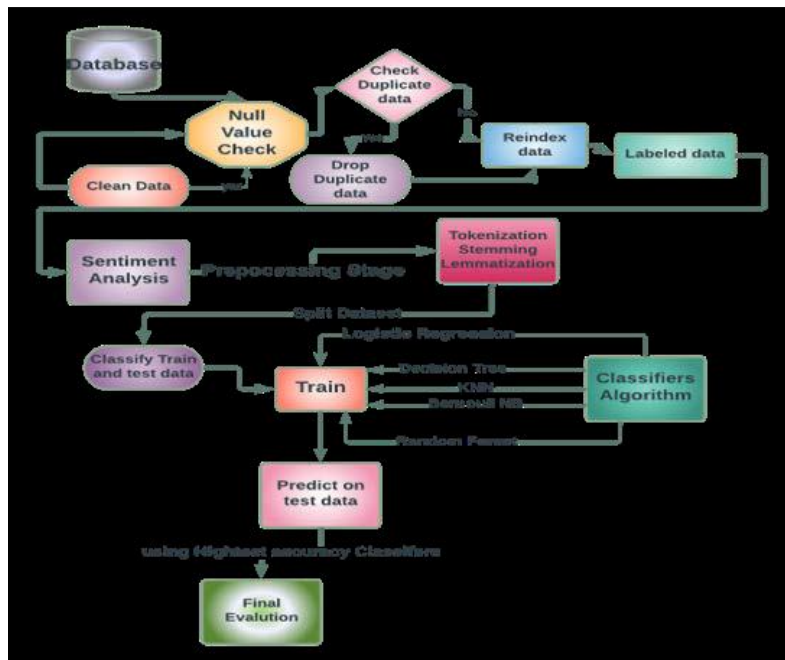 Database
Check
Duplicate
data
Null
Value
Check
No
Yes
Reindex
data
Labeled data
Drop
Duplicate
data
Clean Data
yes
Sentiment
Analysis
Prepocessing Stage
Tokenization
Stemming
Lemmatization
Split Dataset
Logistic Regression
Classify Train
and test data
Decision Tree
Train
KNN
Classifiers
Algorithm
Random Forest
Predict on
test data
using Highest accuracy
Final
Evalution